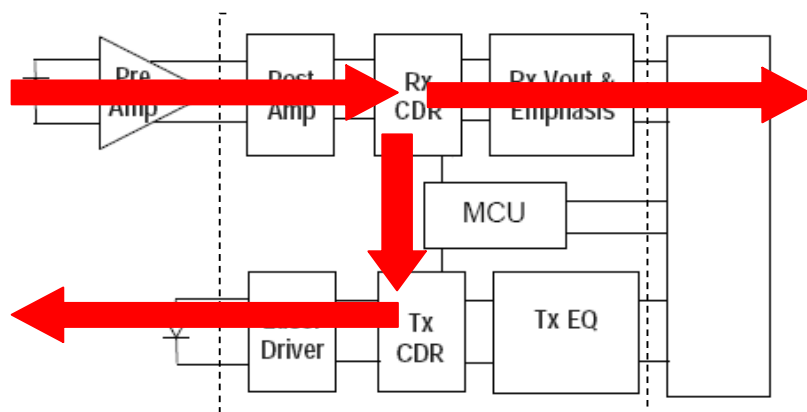 Pre
Amp
Post
Amp
Rx
CDR
Rx Vout &
Emphasis
MCU
Driver
Tx
CDR
Tx EQ